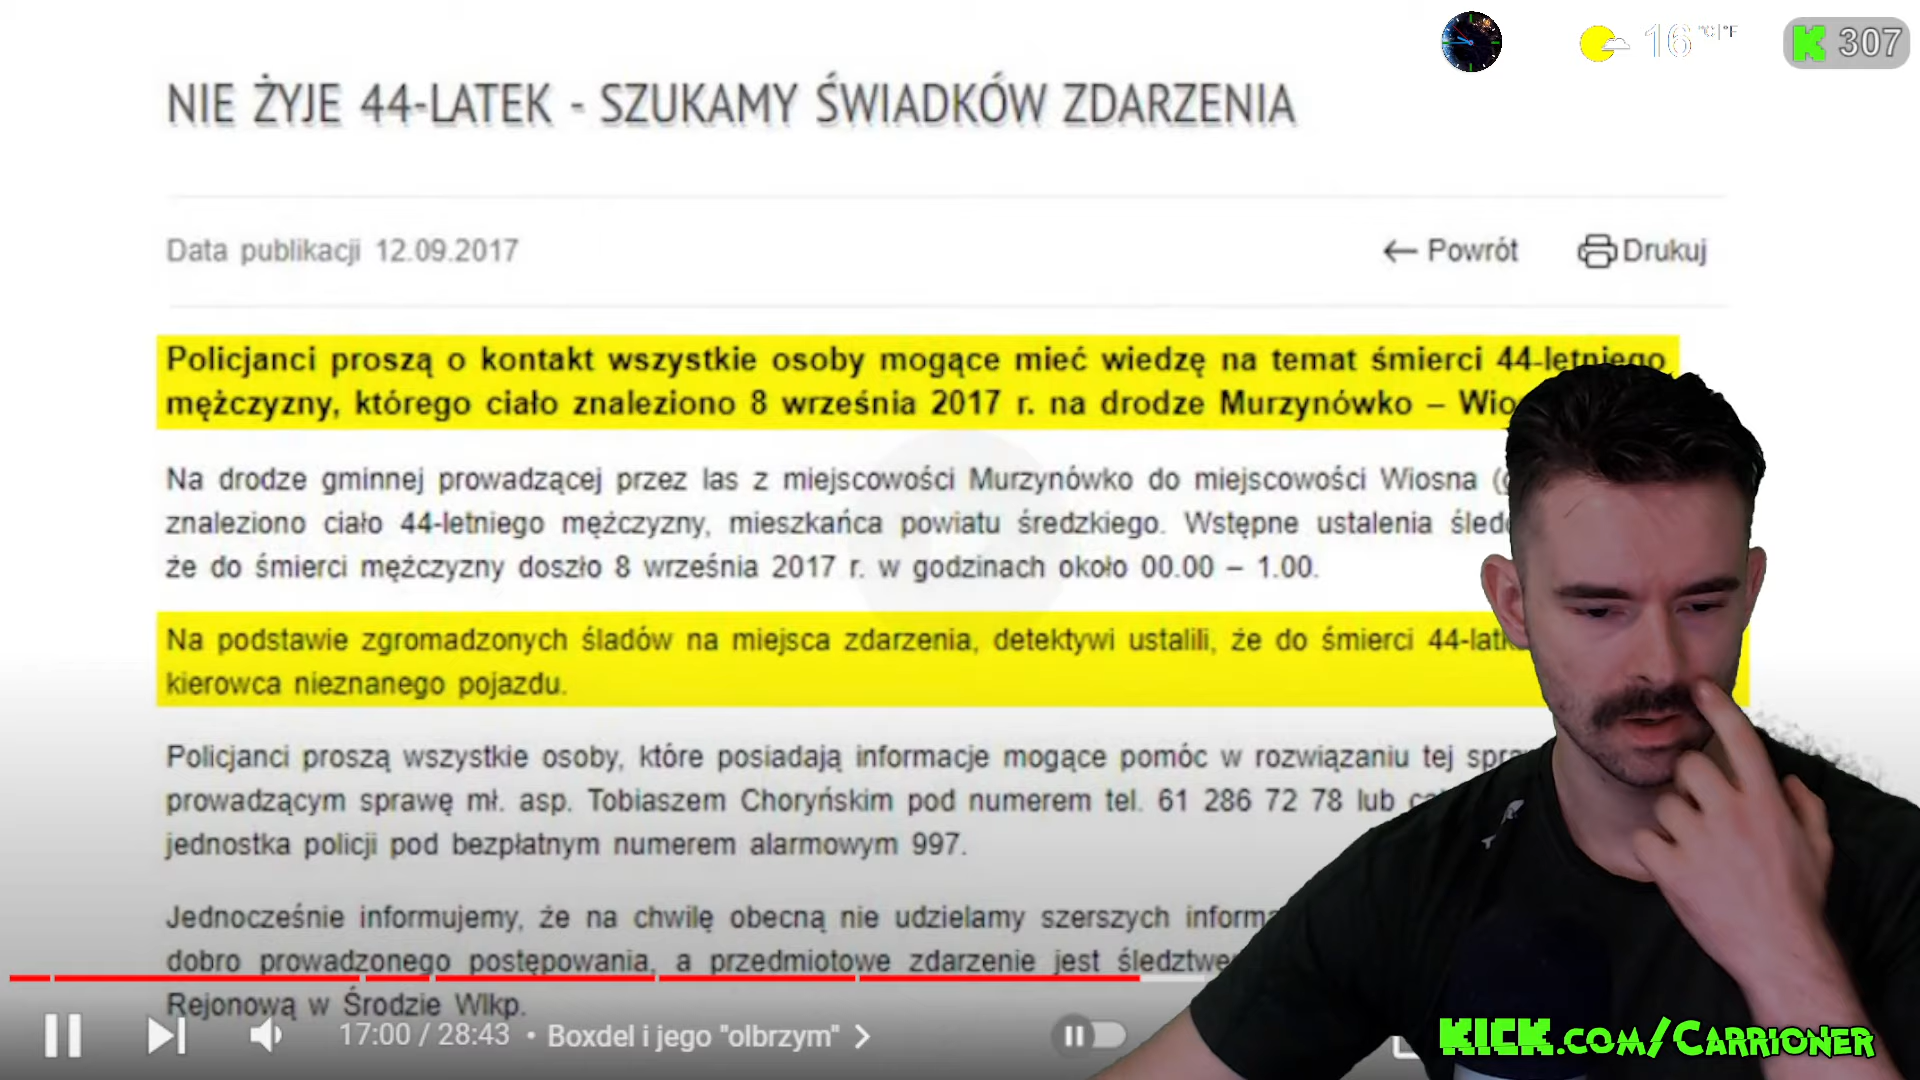 307
16 °C|°F
NIE ŻYJE 44-LATEK - SZUKAMY ŚWIADKÓW ZDARZENIA
Data publikacji 12.09.2017
Powrót Drukuj
Policjanci proszą o kontakt wszystkie osoby mogące mieć wiedzę na temat śmierci 44-letniego
mężczyzny, którego ciało znaleziono 8 września 2017 r. na drodze Murzynówko –
Na drodze gminnej prowadzącej przez las z miejscowości Murzynówko do miejscowości Wiosna
znaleziono ciało 44-letniego mężczyzny, mieszkańca powiatu średzkiego. Wstępne ustalenia
że do śmierci mężczyzny doszło 8 września 2017 r. w godzinach około 00.00 – 1.00.
Na podstawie zgromadzonych śladów na miejsca zdarzenia, detektywi ustalili, że do śmierci
kierowca nieznanego pojazdu.
Policjanci proszą wszystkie osoby, które posiadają informacje mogące pomóc w rozwiązaniu tej
prowadzącym sprawę mł. asp. Tobiaszem Choryńskim pod numerem tel. 61 286 72 78 lub
jednostka policji pod bezpłatnym numerem alarmowym 997.
Jednocześnie informujemy, że na chwilę obecną nie udzielamy szerszych
dobro prowadzonego postępowania, a przedmiotowe zdarzenie jest
Rejonową w Środzie Wlkp.
17:00 / 28:43 • Boxdel i jego "olbrzym"
KICK.COM/CARRIONER